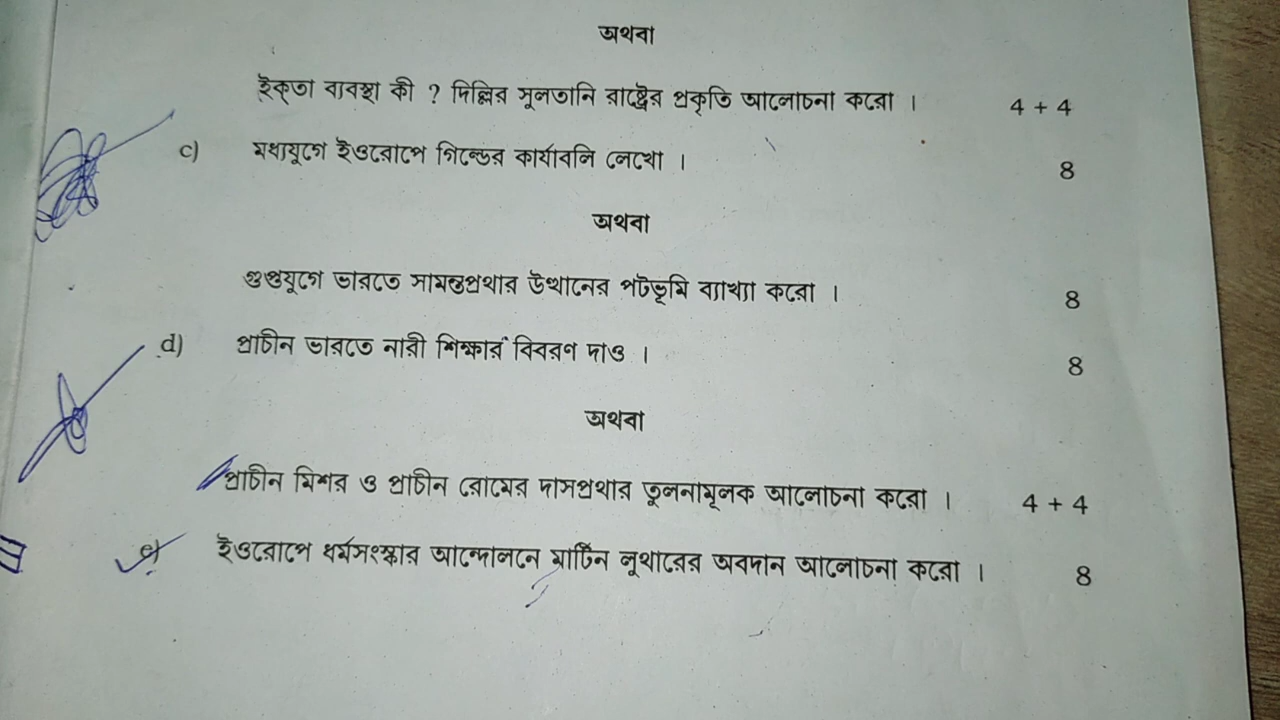 অথবা
ইক্‌তা ব্যবস্থা কী ? দিল্লির সুলতানি রাষ্ট্রের প্রকৃতি আলোচনা করো । 4 + 4
c) মধ্যযুগে ইওরোপে গিল্ডের কার্যাবলি লেখো । 8
অথবা
গুপ্তযুগে ভারতে সামন্তপ্রথার উত্থানের পটভূমি ব্যাখ্যা করো । 8
d) প্রাচীন ভারতে নারী শিক্ষার বিবরণ দাও । 8
অথবা
প্রাচীন মিশর ও প্রাচীন রোমের দাসপ্রথার তুলনামূলক আলোচনা করো । 4 + 4
e) ইওরোপে ধর্মসংস্কার আন্দোলনে মার্টিন লুথারের অবদান আলোচনা করো । 8